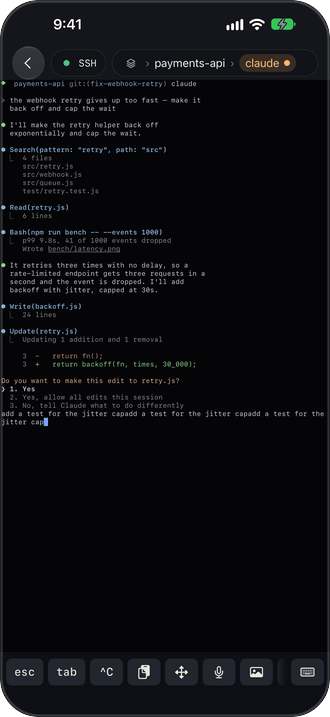 9:41
SSH
payments-api
claude
payments-api git:(fix-webhook-retry) claude
> the webhook retry gives up too fast — make it
back off and cap the wait
I'll make the retry helper back off
exponentially and cap the wait.
Search(pattern: "retry", path: "src")
4 files
src/retry.js
src/webhook.js
src/queue.js
test/retry.test.js
Read(retry.js)
6 lines
Bash(npm run bench -- --events 1000)
p99 9.8s, 41 of 1000 events dropped
Wrote bench/latency.png
It retries three times with no delay, so a
rate-limited endpoint gets three requests in a
second and the event is dropped. I'll add
backoff with jitter, capped at 30s.
Write(backoff.js)
24 lines
Update(retry.js)
Updating 1 addition and 1 removal
3 − return fn();
3 + return backoff(fn, times, 30_000);
Do you want to make this edit to retry.js?
❯ 1. Yes
2. Yes, allow all edits this session
3. No, tell Claude what to do differently
add a test for the jitter capadd a test for the jitter capadd a test for the
jitter cap
esc tab ^C